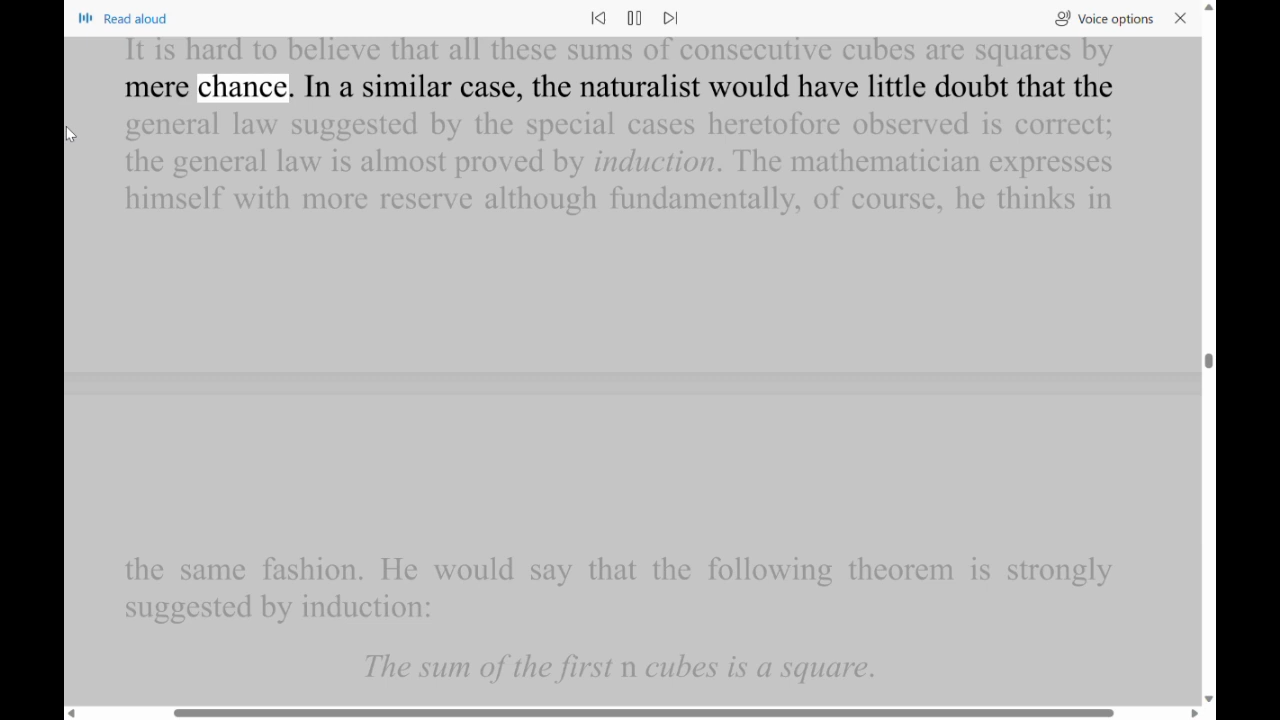 Read aloud
Voice options
It is hard to believe that all these sums of consecutive cubes are squares by
mere chance. In a similar case, the naturalist would have little doubt that the
general law suggested by the special cases heretofore observed is correct;
the general law is almost proved by induction. The mathematician expresses
himself with more reserve although fundamentally, of course, he thinks in
the same fashion. He would say that the following theorem is strongly
suggested by induction:
The sum of the first n cubes is a square.